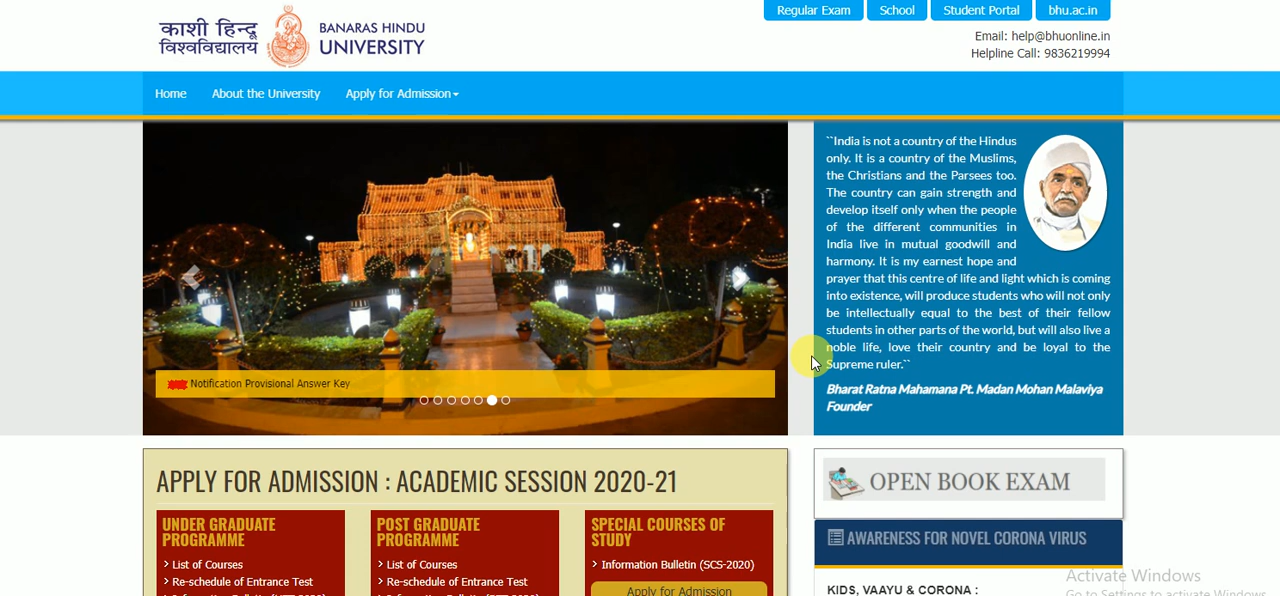 काशी हिन्दू
विश्वविद्यालय
BANARAS HINDU
UNIVERSITY
Regular Exam
School
Student Portal
bhu.ac.in
Email: help@bhuonline.in
Helpline Call: 9836219994
Home
About the University
Apply for Admission
Notification Provisional Answer Key
``India is not a country of the Hindus
only. It is a country of the Muslims,
the Christians and the Parsees too.
The country can gain strength and
develop itself only when the people
of the different communities in
India live in mutual goodwill and
harmony. It is my earnest hope and
prayer that this centre of life and light which is coming
into existence, will produce students who will not only
be intellectually equal to the best of their fellow
students in other parts of the world, but will also live a
noble life, love their country and be loyal to the
Supreme ruler.``
Bharat Ratna Mahamana Pt. Madan Mohan Malaviya
Founder
APPLY FOR ADMISSION : ACADEMIC SESSION 2020-21
UNDER GRADUATE
PROGRAMME
List of Courses
Re-schedule of Entrance Test
POST GRADUATE
PROGRAMME
List of Courses
Re-schedule of Entrance Test
SPECIAL COURSES OF
STUDY
Information Bulletin (SCS-2020)
Apply for Admission
OPEN BOOK EXAM
AWARENESS FOR NOVEL CORONA VIRUS
KIDS, VAAYU & CORONA :
Activate Windows
Go to Settings to activate Windows.